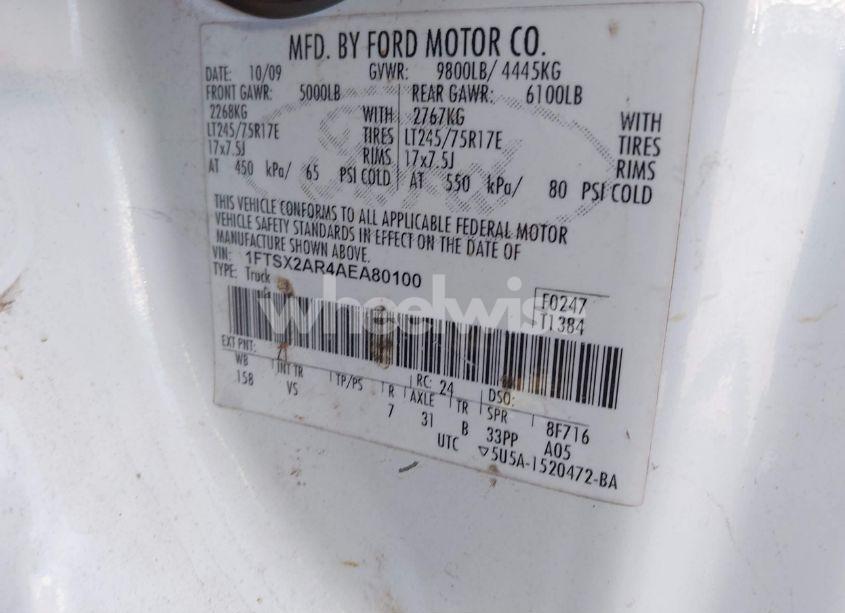 MFD. BY FORD MOTOR CO.
DATE: 10/09 GVWR: 9800LB/ 4445KG
FRONT GAWR: 5000LB REAR GAWR: 6100LB
2268KG WITH 2767KG WITH
LT245/75R17E TIRES LT245/75R17E TIRES
17x7.5J RIMS 17x7.5J RIMS
AT 450 kPa/ 65 PSI COLD AT 550 kPa/ 80 PSI COLD
THIS VEHICLE CONFORMS TO ALL APPLICABLE FEDERAL MOTOR
VEHICLE SAFETY STANDARDS IN EFFECT ON THE DATE OF
MANUFACTURE SHOWN ABOVE.
VIN: 1FTSX2AR4AEA80100
TYPE: Truck
F0247
T1384
wheelwis
EXT PNT: Z1 RC: 24 DSO:
WB INT TR TP/PS R AXLE TR SPR
158 VS 7 31 B 33PP 8F716
UTC A05
▽5U5A-1520472-BA